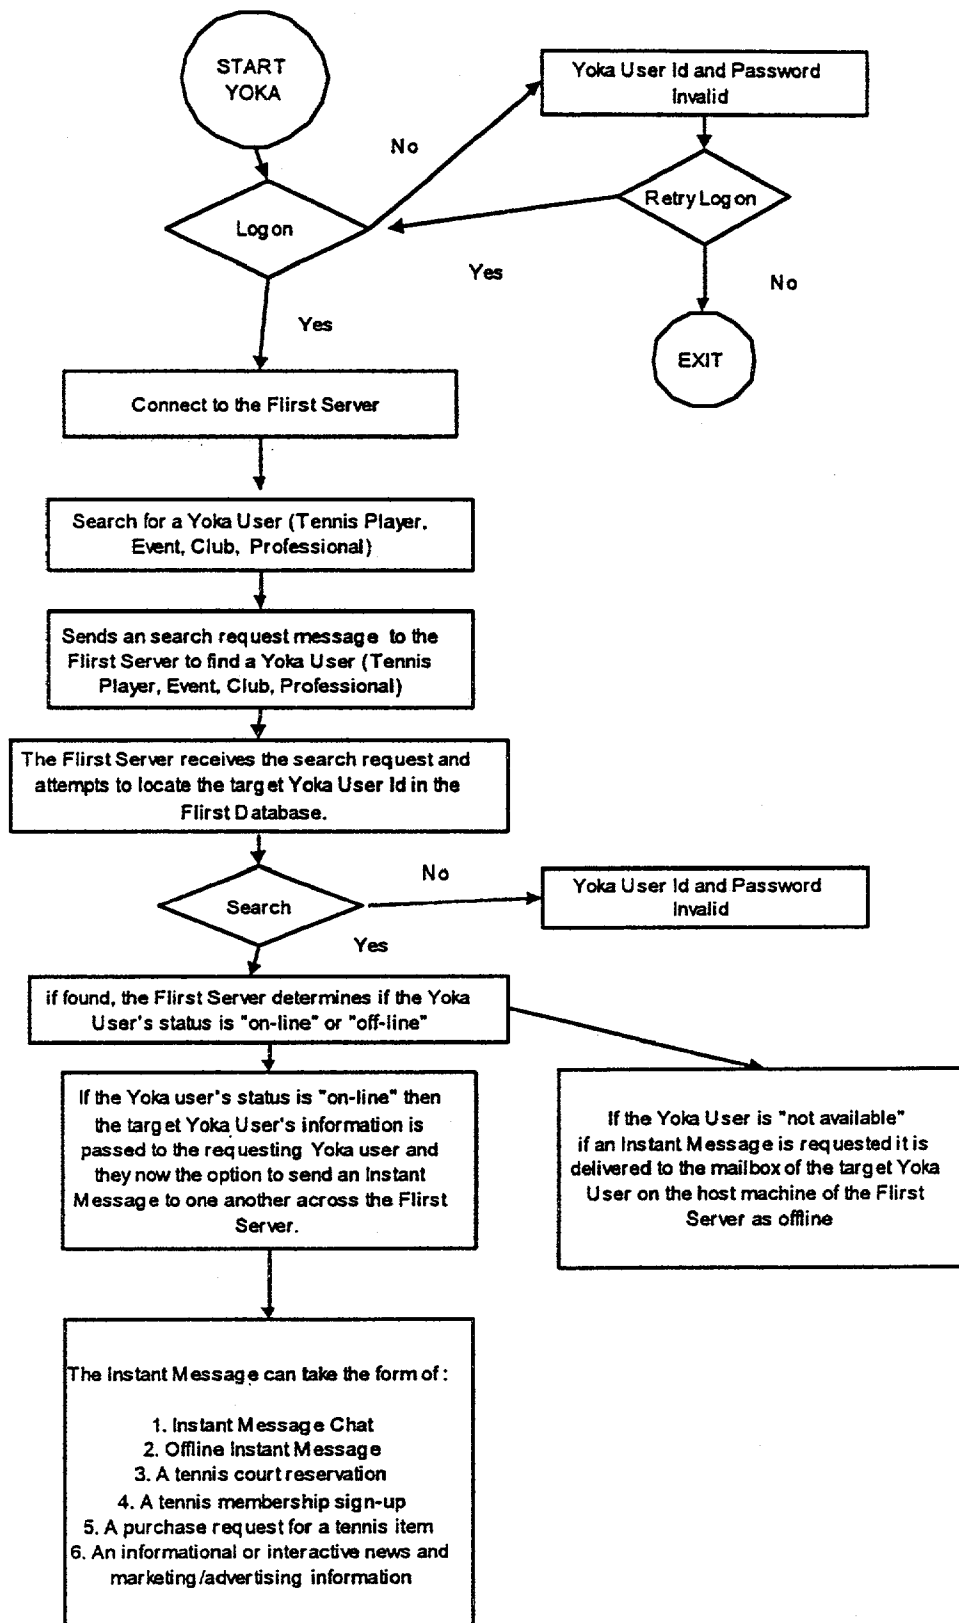 START
YOKA
Yoka User Id and Password
Invalid
No
Logon
Retry Logon
Yes
No
Yes
EXIT
Connect to the Flirst Server
Search for a Yoka User (Tennis Player,
Event, Club, Professional)
Sends an search request message to the
Flirst Server to find a Yoka User (Tennis
Player, Event, Club, Professional)
The Flirst Server receives the search request and
attempts to locate the target Yoka User Id in the
Flirst Database.
No
Search
Yoka User Id and Password
Invalid
Yes
if found, the Flirst Server determines if the Yoka
User's status is "on-line" or "off-line"
If the Yoka user's status is "on-line" then
the target Yoka User's information is
passed to the requesting Yoka user and
they now the option to send an Instant
Message to one another across the Flirst
Server.
If the Yoka User is "not available"
if an Instant Message is requested it is
delivered to the mailbox of the target Yoka
User on the host machine of the Flirst
Server as offline
The Instant Message can take the form of :
1. Instant Message Chat
2. Offline Instant Message
3. A tennis court reservation
4. A tennis membership sign-up
5. A purchase request for a tennis item
6. An informational or interactive news and
marketing/advertising information